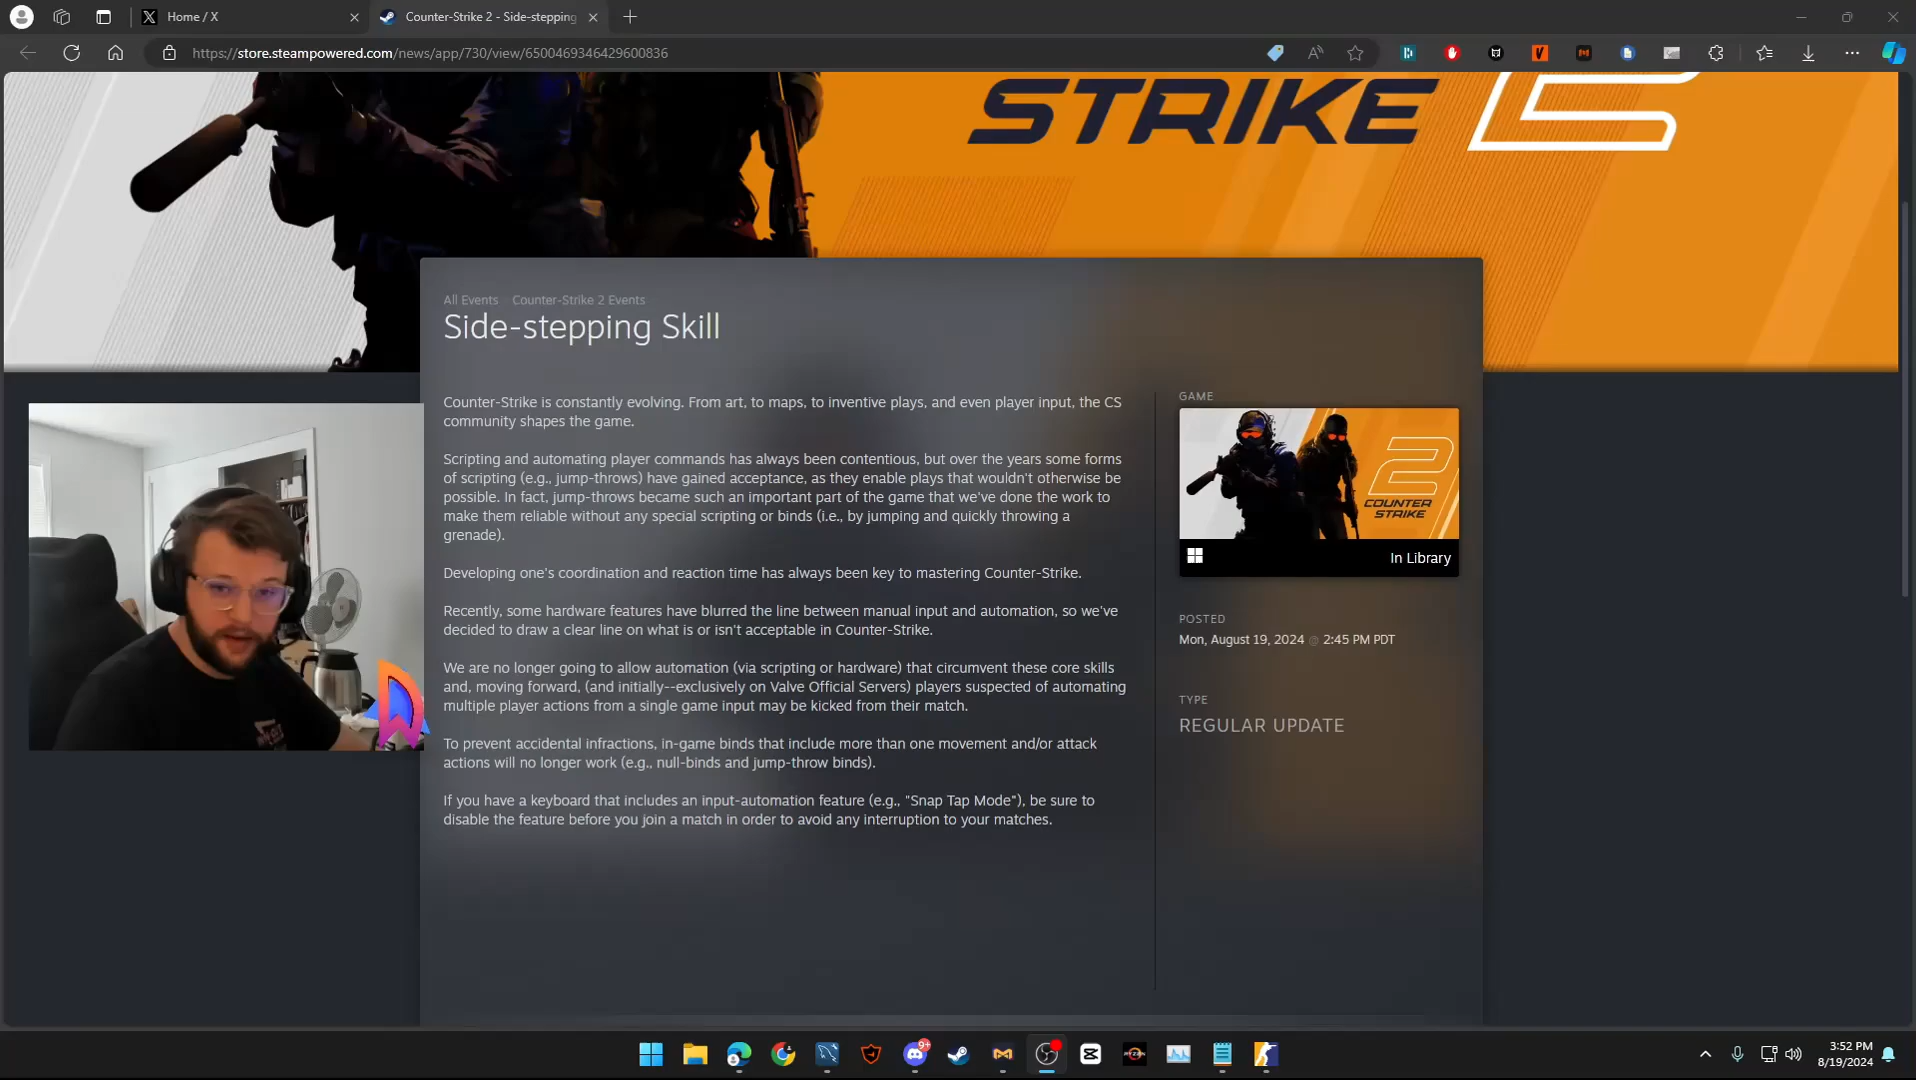 Home / X
Counter-Strike 2 - Side-stepping
https://store.steampowered.com/news/app/730/view/6500469346429600836
STRIKE 2
All Events Counter-Strike 2 Events
Side-stepping Skill
Counter-Strike is constantly evolving. From art, to maps, to inventive plays, and even player input, the CS
community shapes the game.
Scripting and automating player commands has always been contentious, but over the years some forms
of scripting (e.g., jump-throws) have gained acceptance, as they enable plays that wouldn't otherwise be
possible. In fact, jump-throws became such an important part of the game that we've done the work to
make them reliable without any special scripting or binds (i.e., by jumping and quickly throwing a
grenade).
Developing one's coordination and reaction time has always been key to mastering Counter-Strike.
Recently, some hardware features have blurred the line between manual input and automation, so we've
decided to draw a clear line on what is or isn't acceptable in Counter-Strike.
We are no longer going to allow automation (via scripting or hardware) that circumvent these core skills
and, moving forward, (and initially--exclusively on Valve Official Servers) players suspected of automating
multiple player actions from a single game input may be kicked from their match.
To prevent accidental infractions, in-game binds that include more than one movement and/or attack
actions will no longer work (e.g., null-binds and jump-throw binds).
If you have a keyboard that includes an input-automation feature (e.g., "Snap Tap Mode"), be sure to
disable the feature before you join a match in order to avoid any interruption to your matches.
GAME
2
COUNTER
STRIKE
In Library
POSTED
Mon, August 19, 2024 @ 2:45 PM PDT
TYPE
REGULAR UPDATE
9+
RYZEN
3:52 PM
8/19/2024